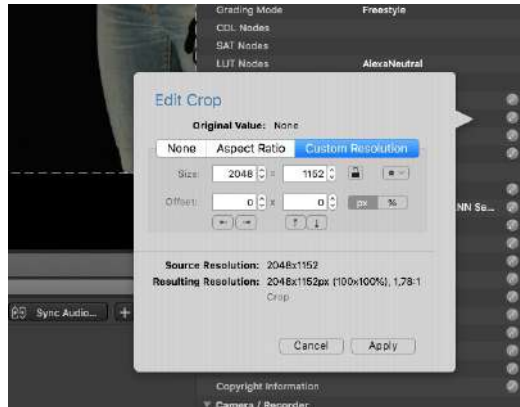 Grading Mode Freestyle
CDL Nodes
SAT Nodes
LUT Nodes AlexaNeutral
Edit Crop
Original Value: None
None Aspect Ratio Custom Resolution
Size: 2048 x 1152
Offset: 0 x 0 px %
NN Se...
Source Resolution: 2048x1152
Resulting Resolution: 2048x1152px (100x100%), 1,78:1
Crop
Sync Audio... +
Cancel Apply
Copyright Information
Camera / Recorder